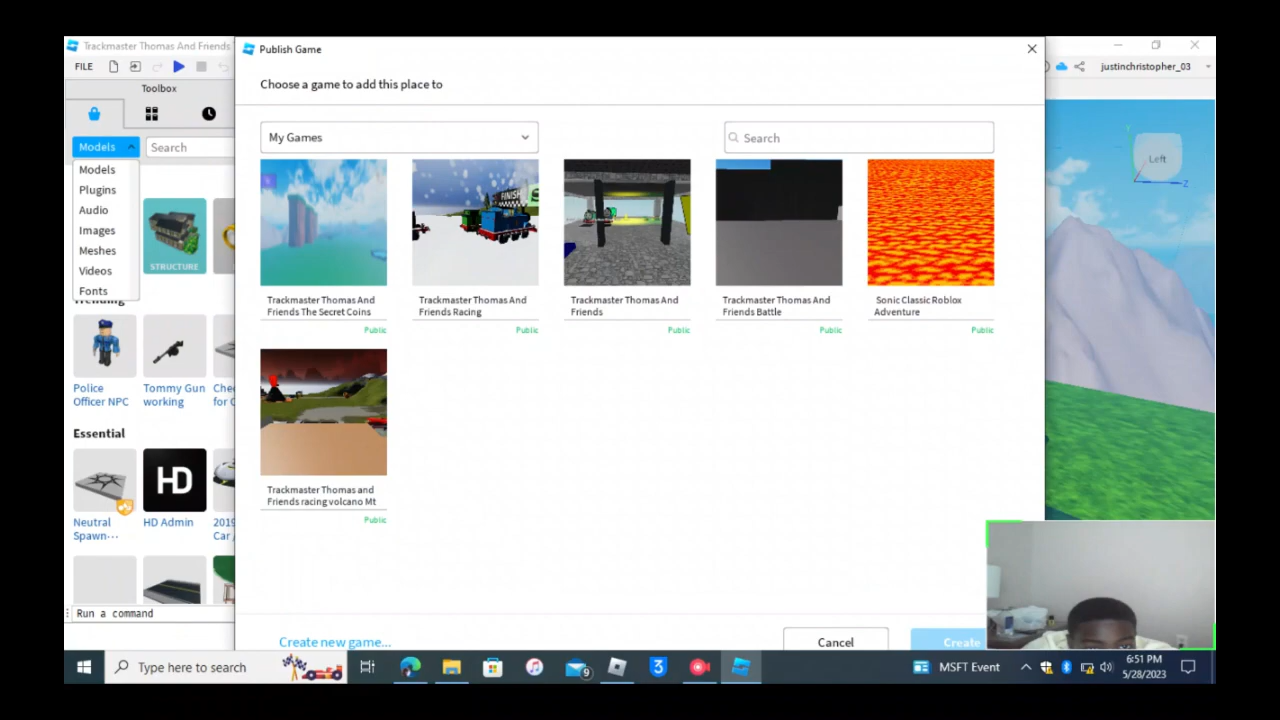 Trackmaster Thomas And Friends
Publish Game
FILE
justinchristopher_03
Toolbox
Choose a game to add this place to
Models
Search
My Games
Search
Models
Plugins
Audio
Images
Meshes
Videos
Fonts
STRUCTURE
Left
Z
FINISH
Trackmaster Thomas And
Friends The Secret Coins
Public
Trackmaster Thomas And
Friends Racing
Public
Trackmaster Thomas And
Friends
Public
Trackmaster Thomas And
Friends Battle
Public
Sonic Classic Roblox
Adventure
Public
Trackmaster Thomas and
Friends racing volcano Mt
Public
Police
Officer NPC
Tommy Gun
working
Essential
HD
Neutral
Spawn···
HD Admin
2019
Car
Run a command
Create new game...
Cancel
Create
Type here to search
9
3
MSFT Event
6:51 PM
5/28/2023